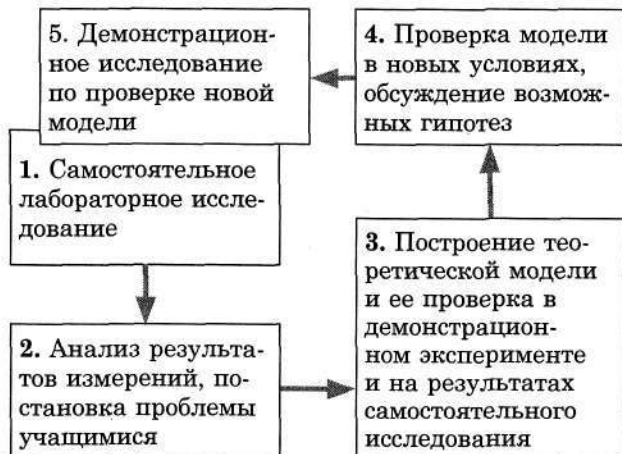 5. Демонстрацион-
ное исследование
по проверке новой
модели
4. Проверка модели
в новых условиях,
обсуждение возмож-
ных гипотез
1. Самостоятельное
лабораторное иссле-
дование
2. Анализ результа-
тов измерений, по-
становка проблемы
учащимися
3. Построение тео-
ретической модели
и ее проверка в
демонстрацион-
ном эксперименте
и на результатах
самостоятельного
исследования